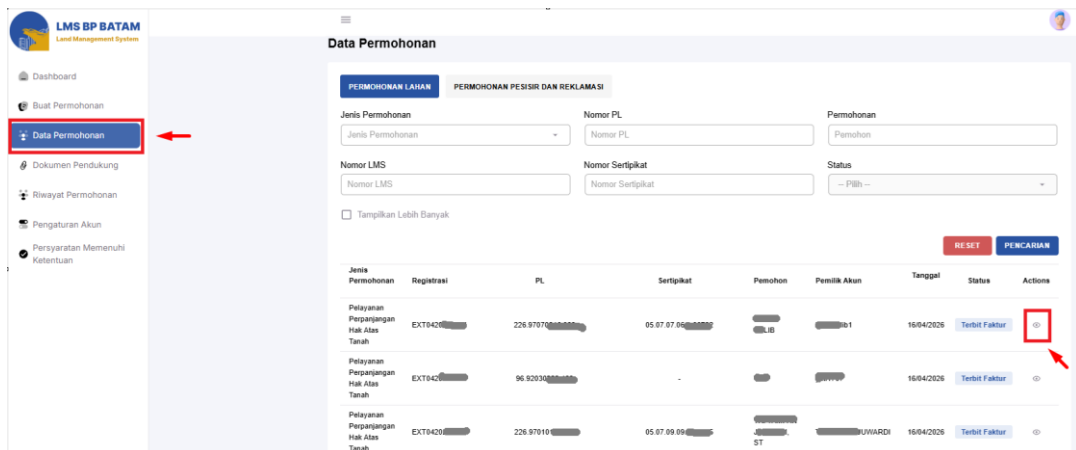 LMS BP BATAM
Land Management System
Dashboard
Buat Permohonan
Data Permohonan
Dokumen Pendukung
Riwayat Permohonan
Pengaturan Akun
Persyaratan Memenuhi
Ketentuan
Data Permohonan
PERMOHONAN LAHAN PERMOHONAN PESISIR DAN REKLAMASI
Jenis Permohonan Nomor PL Permohonan
Jenis Permohonan Nomor PL Pemohon
Nomor LMS Nomor Sertipikat Status
Nomor LMS Nomor Sertipikat -- Pilih --
Tampilkan Lebih Banyak
RESET PENCARIAN
Jenis
Permohonan Registrasi PL Sertipikat Pemohon Pemilik Akun Tanggal Status Actions
Pelayanan
Perpanjangan
Hak Atas
Tanah
EXT0420 226.97070 05.07.07.06 LIB b1 16/04/2026 Terbit Faktur
Pelayanan
Perpanjangan
Hak Atas
Tanah
EXT042 96.92030 - 16/04/2026 Terbit Faktur
Pelayanan
Perpanjangan
Hak Atas
Tanah
EXT0420 226.970101 05.07.09.09 ST UWARDI 16/04/2026 Terbit Faktur